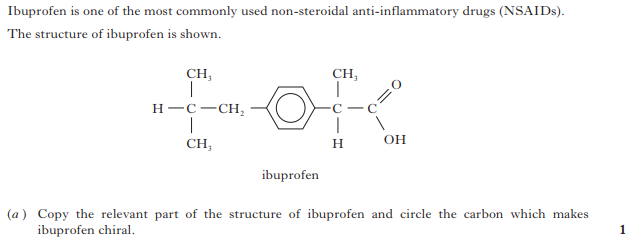 Ibuprofen is one of the most commonly used non-steroidal anti-inflammatory drugs (NSAIDs).
The structure of ibuprofen is shown.
CH₃ CH₃ O
H—C—CH₂ C—C
CH₃ H OH
ibuprofen
(a) Copy the relevant part of the structure of ibuprofen and circle the carbon which makes
ibuprofen chiral. 1